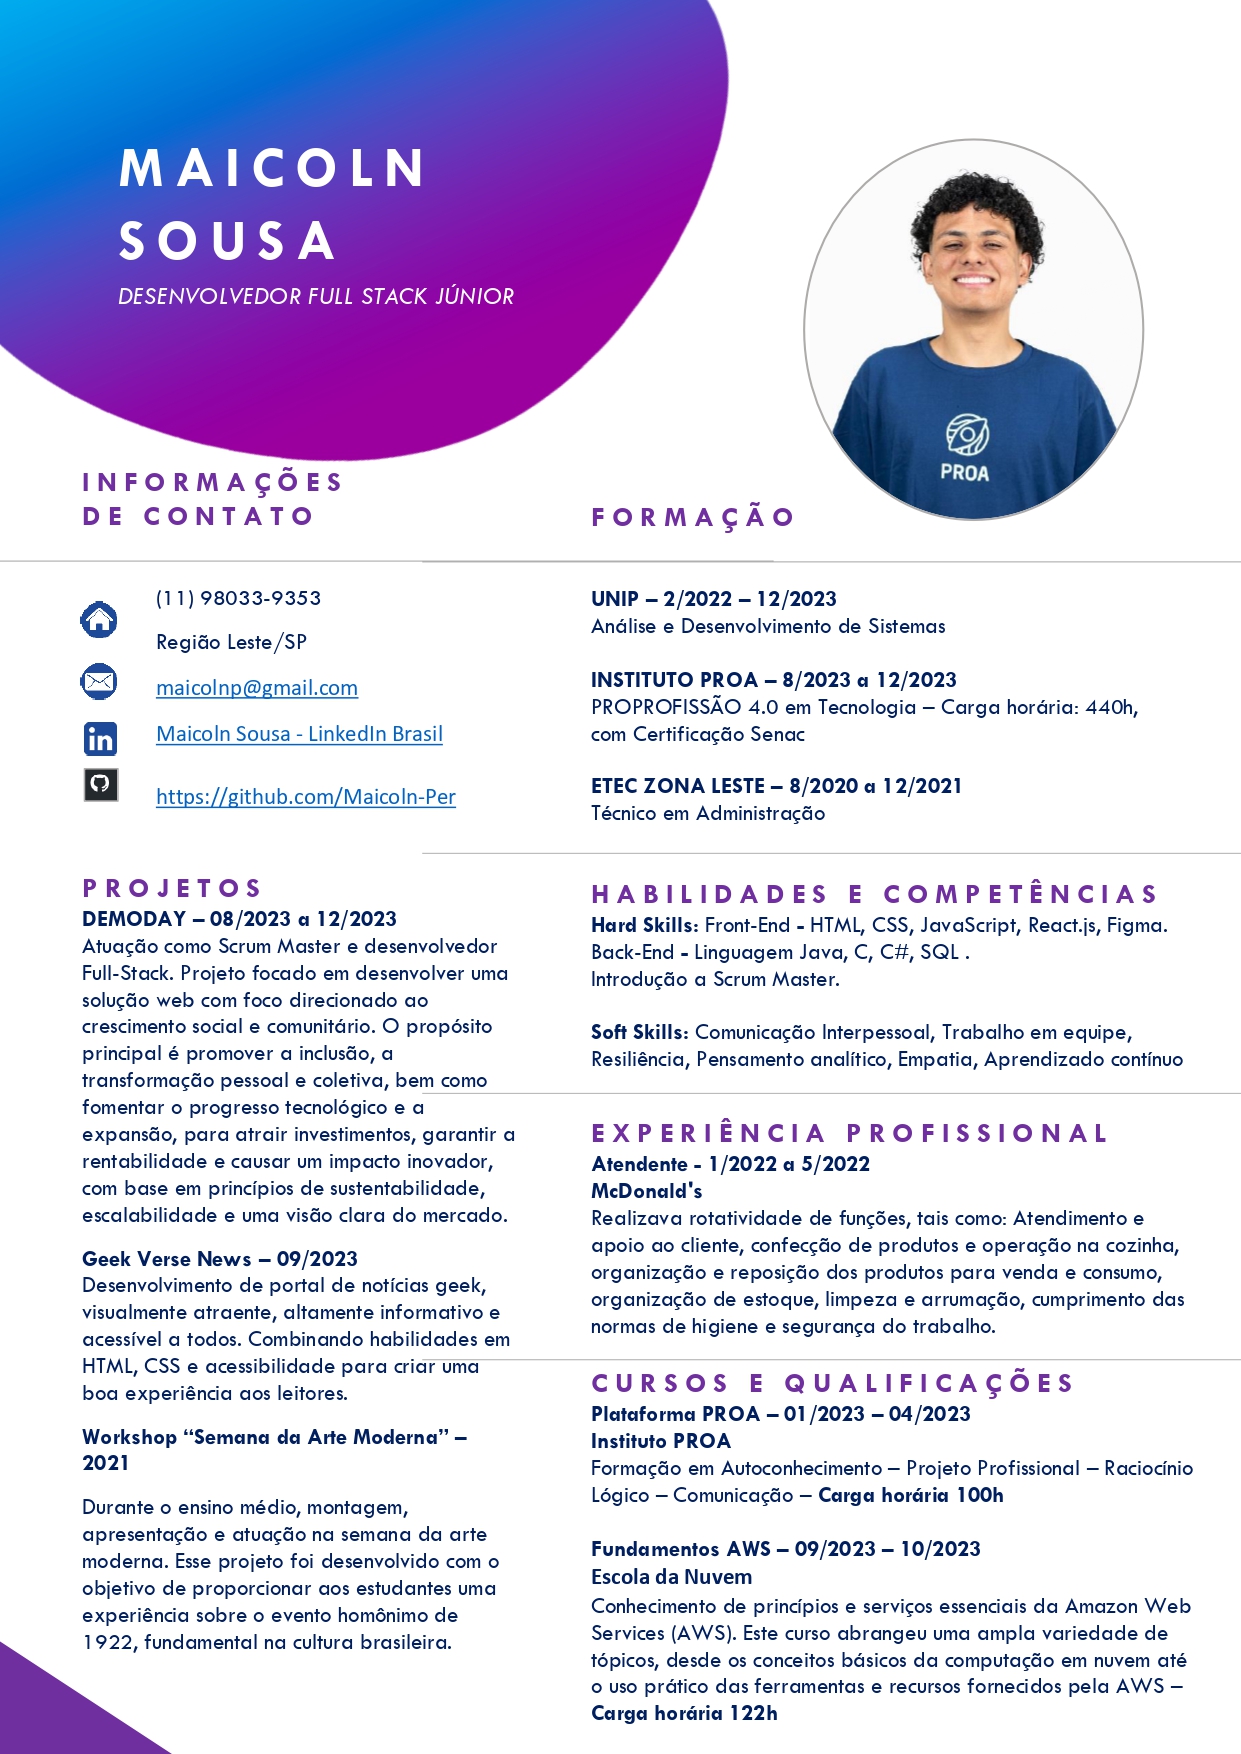 MAICOLN
SOUSA
DESENVOLVEDOR FULL STACK JÚNIOR
PROA
INFORMAÇÕES
DE CONTATO
(11) 98033-9353
Região Leste/SP
maicolnp@gmail.com
Maicoln Sousa - LinkedIn Brasil
https://github.com/Maicoln-Per
PROJETOS
DEMODAY – 08/2023 a 12/2023
Atuação como Scrum Master e desenvolvedor
Full-Stack. Projeto focado em desenvolver uma
solução web com foco direcionado ao
crescimento social e comunitário. O propósito
principal é promover a inclusão, a
transformação pessoal e coletiva, bem como
fomentar o progresso tecnológico e a
expansão, para atrair investimentos, garantir a
rentabilidade e causar um impacto inovador,
com base em princípios de sustentabilidade,
escalabilidade e uma visão clara do mercado.
Geek Verse News – 09/2023
Desenvolvimento de portal de notícias geek,
visualmente atraente, altamente informativo e
acessível a todos. Combinando habilidades em
HTML, CSS e acessibilidade para criar uma
boa experiência aos leitores.
Workshop “Semana da Arte Moderna” –
2021
Durante o ensino médio, montagem,
apresentação e atuação na semana da arte
moderna. Esse projeto foi desenvolvido com o
objetivo de proporcionar aos estudantes uma
experiência sobre o evento homônimo de
1922, fundamental na cultura brasileira.
FORMAÇÃO
UNIP – 2/2022 – 12/2023
Análise e Desenvolvimento de Sistemas
INSTITUTO PROA – 8/2023 a 12/2023
PROPROFISSÃO 4.0 em Tecnologia – Carga horária: 440h,
com Certificação Senac
ETEC ZONA LESTE – 8/2020 a 12/2021
Técnico em Administração
HABILIDADES E COMPETÊNCIAS
Hard Skills: Front-End - HTML, CSS, JavaScript, React.js, Figma.
Back-End - Linguagem Java, C, C#, SQL .
Introdução a Scrum Master.
Soft Skills: Comunicação Interpessoal, Trabalho em equipe,
Resiliência, Pensamento analítico, Empatia, Aprendizado contínuo
EXPERIÊNCIA PROFISSIONAL
Atendente - 1/2022 a 5/2022
McDonald's
Realizava rotatividade de funções, tais como: Atendimento e
apoio ao cliente, confecção de produtos e operação na cozinha,
organização e reposição dos produtos para venda e consumo,
organização de estoque, limpeza e arrumação, cumprimento das
normas de higiene e segurança do trabalho.
CURSOS E QUALIFICAÇÕES
Plataforma PROA – 01/2023 – 04/2023
Instituto PROA
Formação em Autoconhecimento – Projeto Profissional – Raciocínio
Lógico – Comunicação – Carga horária 100h
Fundamentos AWS – 09/2023 – 10/2023
Escola da Nuvem
Conhecimento de princípios e serviços essenciais da Amazon Web
Services (AWS). Este curso abrangeu uma ampla variedade de
tópicos, desde os conceitos básicos da computação em nuvem até
o uso prático das ferramentas e recursos fornecidos pela AWS –
Carga horária 122h